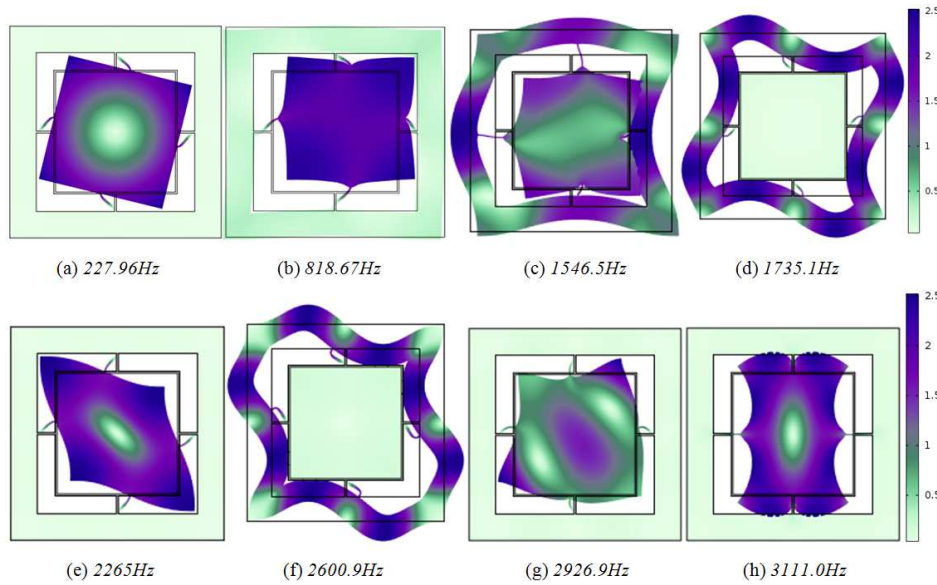 2.5
2
1.5
1
0.5
(a) 227.96Hz
(b) 818.67Hz
(c) 1546.5Hz
(d) 1735.1Hz
2.5
2
1.5
1
0.5
(e) 2265Hz
(f) 2600.9Hz
(g) 2926.9Hz
(h) 3111.0Hz